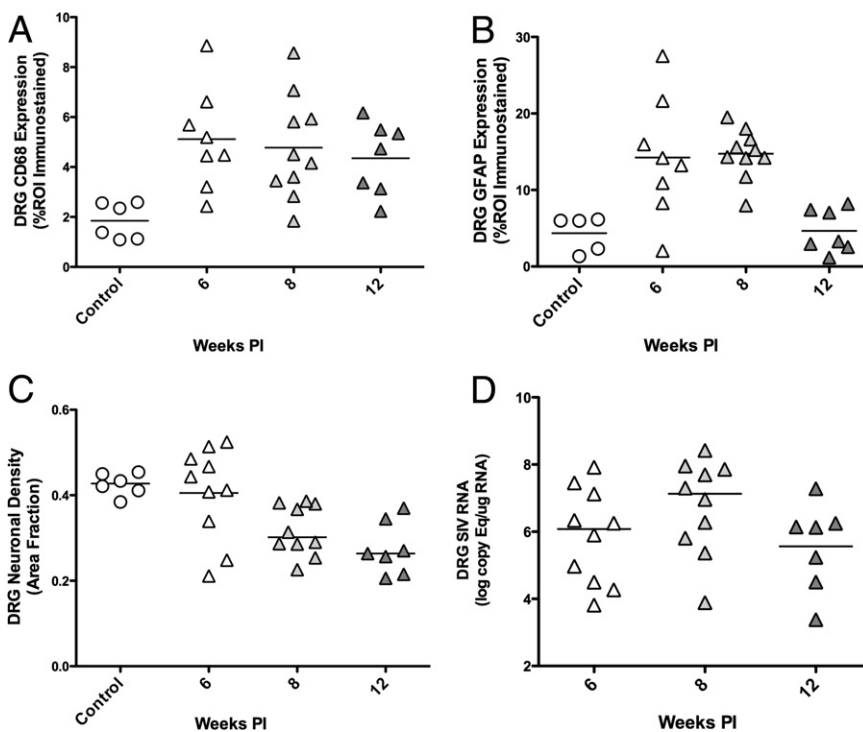 A
DRG CD68 Expression
(%ROI Immunostained)
10
8
6
4
2
0
Control
6
8
12
Weeks PI
B
DRG GFAP Expression
(%ROI Immunostained)
30
20
10
0
Control
6
8
12
Weeks PI
C
DRG Neuronal Density
(Area Fraction)
0.6
0.4
0.2
0.0
Control
6
8
12
Weeks PI
D
DRG SIV RNA
(log copy Eq/ug RNA)
10
8
6
4
2
6
8
12
Weeks PI